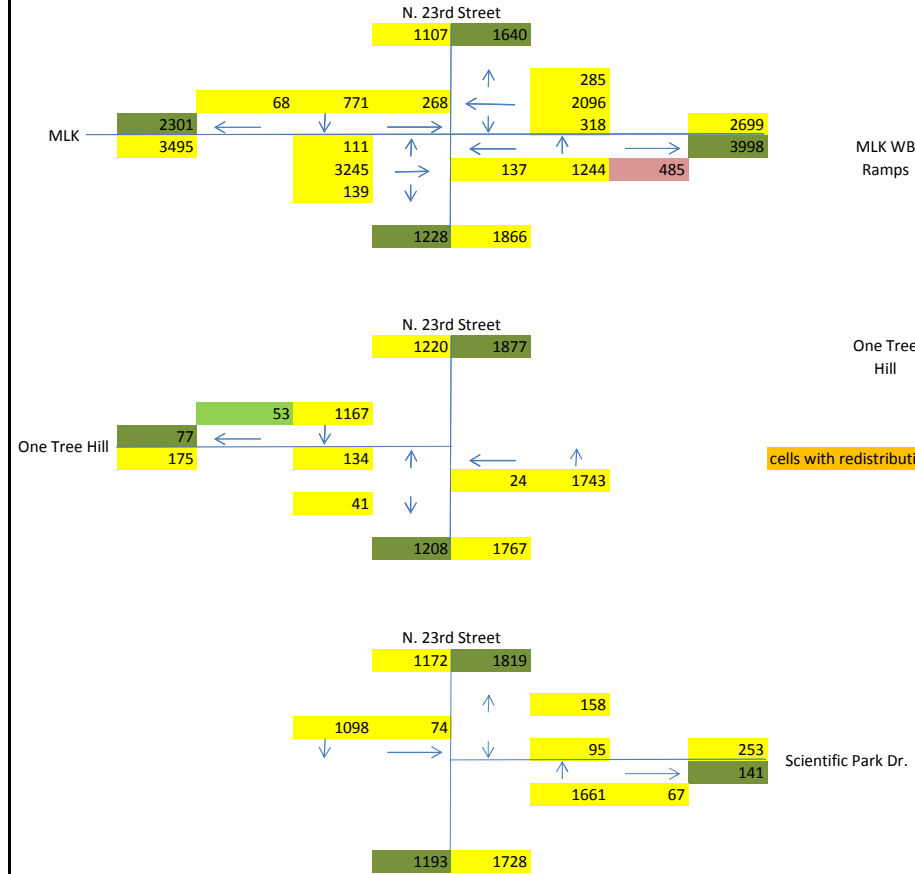 N. 23rd Street
1107 1640
285
68 771 268 2096
2301 318 2699
MLK
3495 111 3998
MLK WB
3245 137 1244 485
Ramps
139
1228 1866
N. 23rd Street
1220 1877
One Tree
Hill
53 1167
77
One Tree Hill
175 134
cells with redistributi
24 1743
41
1208 1767
N. 23rd Street
1172 1819
158
1098 74
95 253
Scientific Park Dr.
141
1661 67
1193 1728